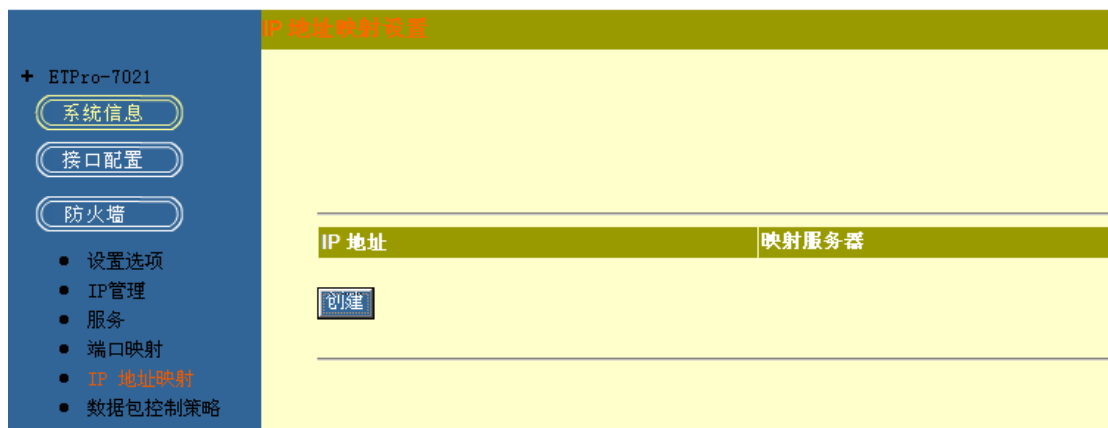 IP 地址映射设置
+ ETPro-7021
系统信息
接口配置
防火墙
设置选项
IP管理
服务
端口映射
IP 地址映射
数据包控制策略
IP 地址 映射服务器
创建